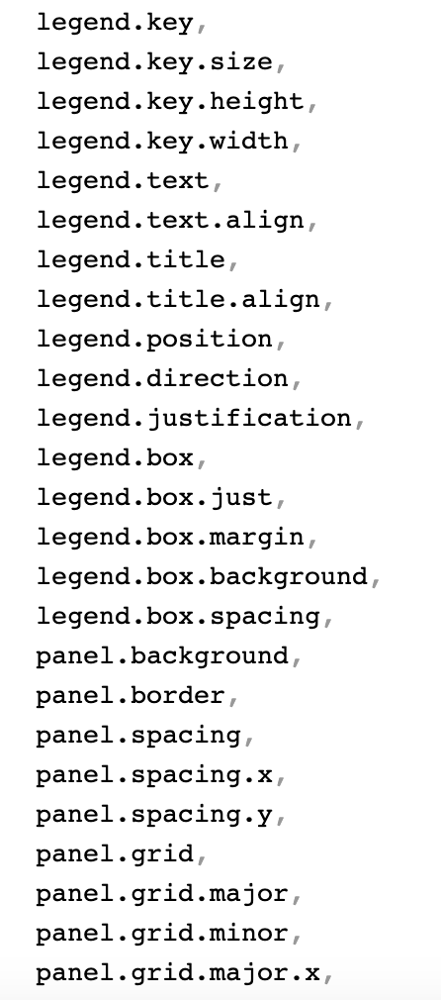 legend.key,
legend.key.size,
legend.key.height,
legend.key.width,
legend.text,
legend.text.align,
legend.title,
legend.title.align,
legend.position,
legend.direction,
legend.justification,
legend.box,
legend.box.just,
legend.box.margin,
legend.box.background,
legend.box.spacing,
panel.background,
panel.border,
panel.spacing,
panel.spacing.x,
panel.spacing.y,
panel.grid,
panel.grid.major,
panel.grid.minor,
panel.grid.major.x,